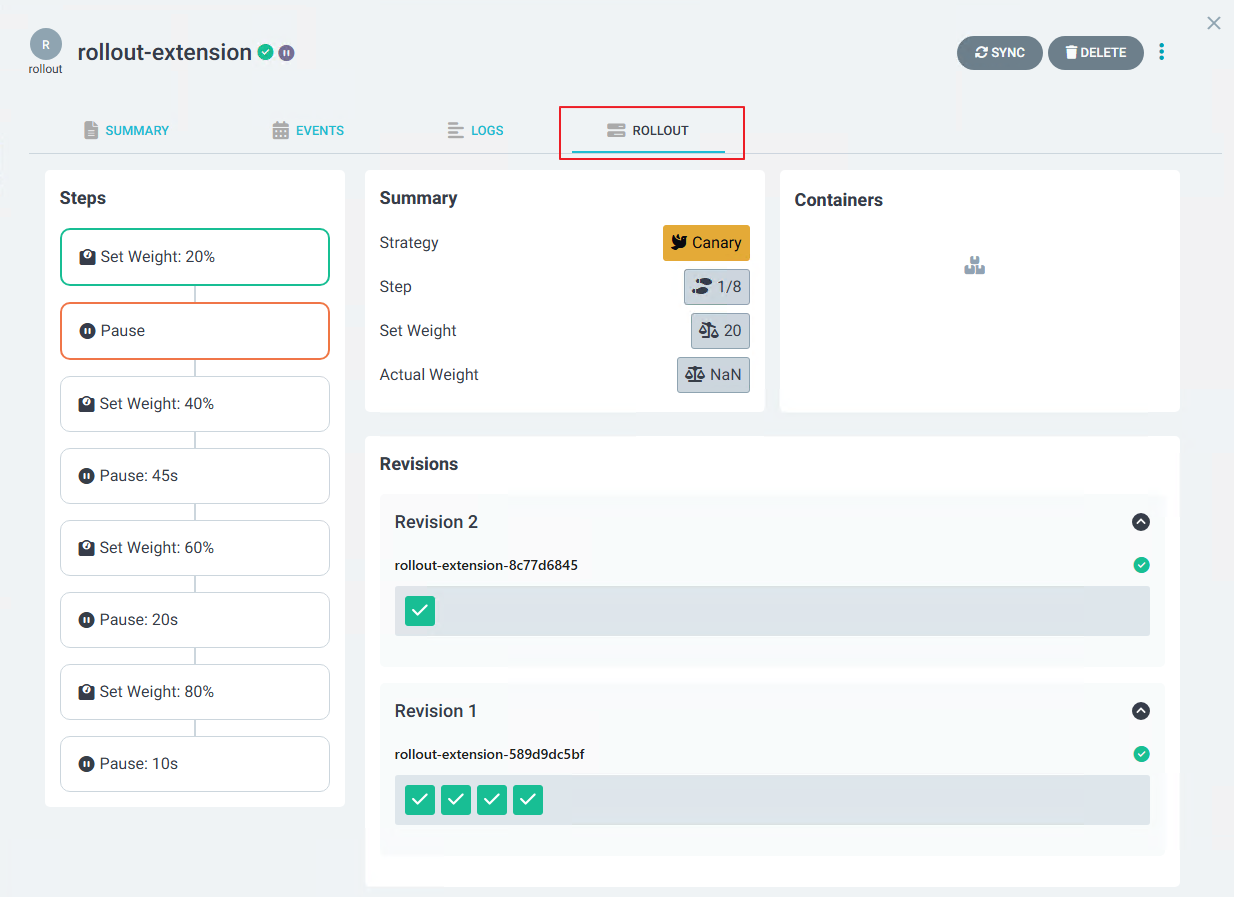 R
rollout
rollout-extension
SYNC
DELETE
SUMMARY
EVENTS
LOGS
ROLLOUT
Steps
Set Weight: 20%
Pause
Set Weight: 40%
Pause: 45s
Set Weight: 60%
Pause: 20s
Set Weight: 80%
Pause: 10s
Summary
Strategy Canary
Step 1/8
Set Weight 20
Actual Weight NaN
Containers
Revisions
Revision 2
rollout-extension-8c77d6845
Revision 1
rollout-extension-589d9dc5bf